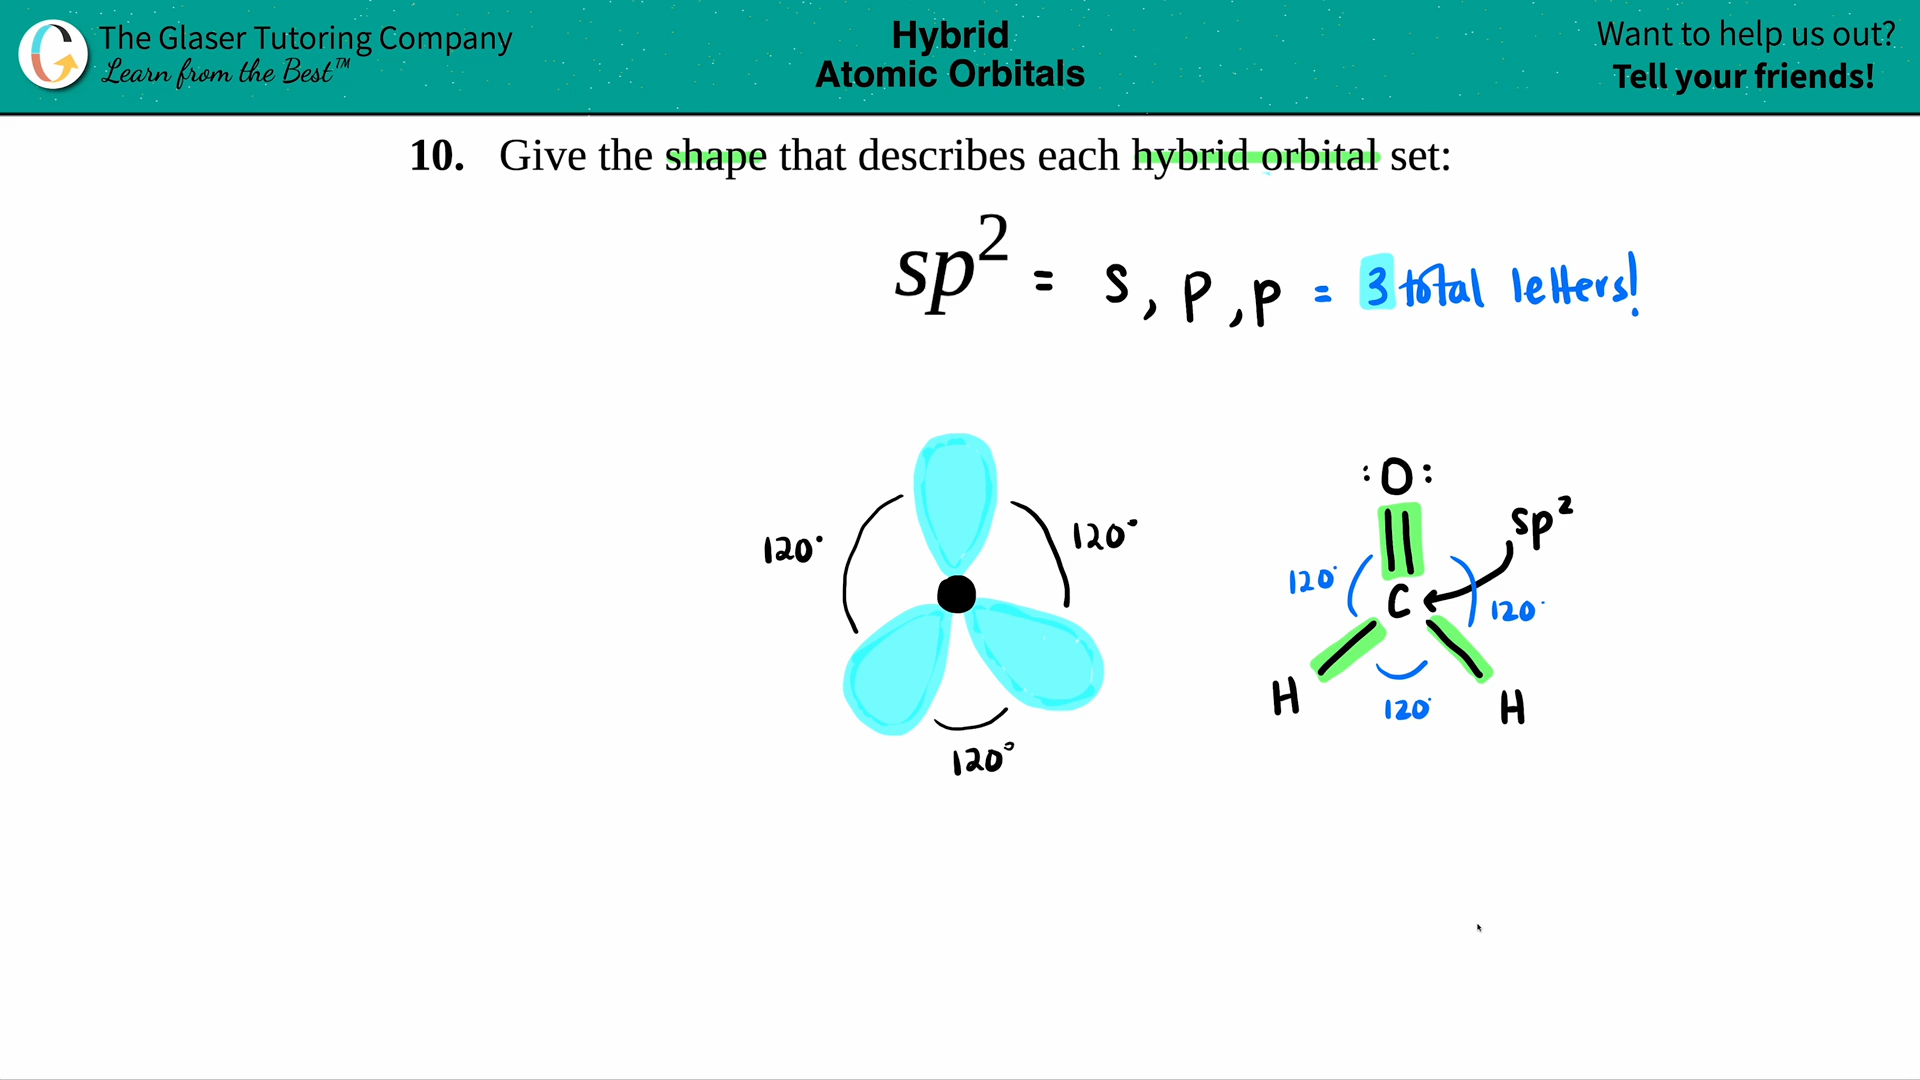 The Glaser Tutoring Company
Learn from the Best™
Hybrid
Atomic Orbitals
Want to help us out?
Tell your friends!
10. Give the shape that describes each hybrid orbital set:
sp² = s, p, p = 3 total letters!
120°
120°
120°
:O:
sp²
120°
C
120°
H
120°
H